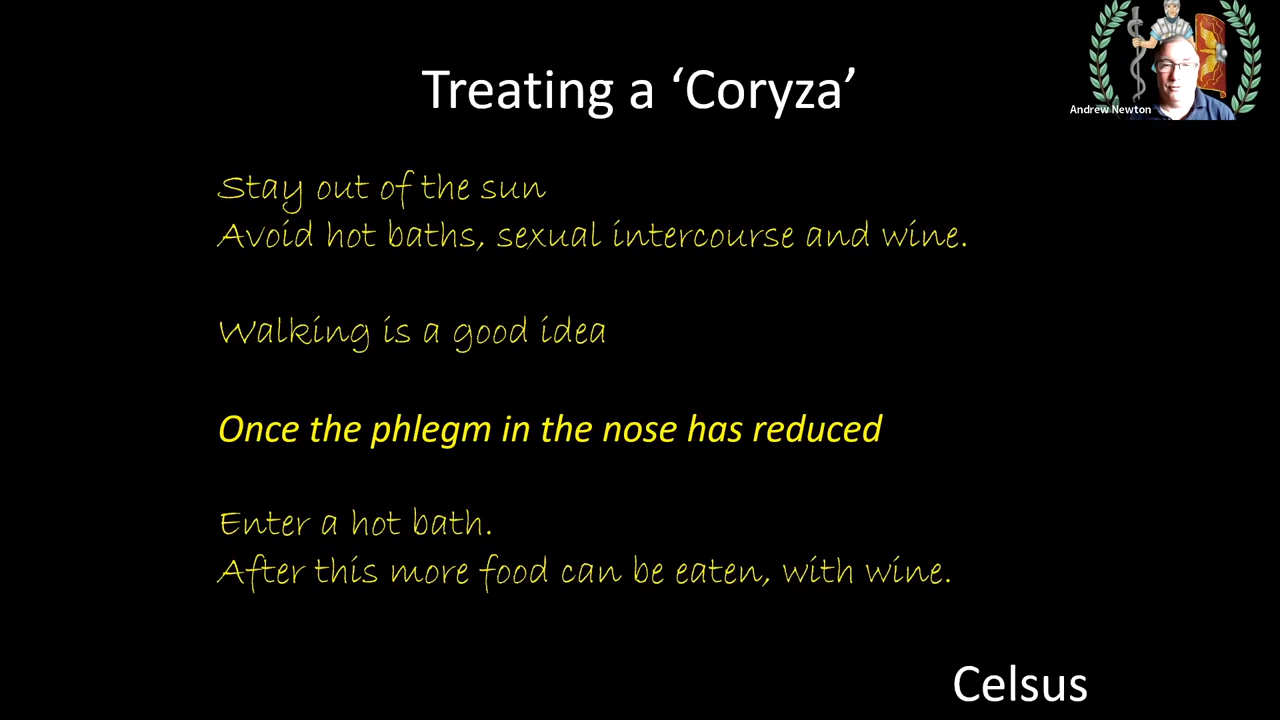 Treating a ‘Coryza’
Andrew Newton
Stay out of the sun
Avoid hot baths, sexual intercourse and wine.
Walking is a good idea
Once the phlegm in the nose has reduced
Enter a hot bath.
After this more food can be eaten, with wine.
Celsus